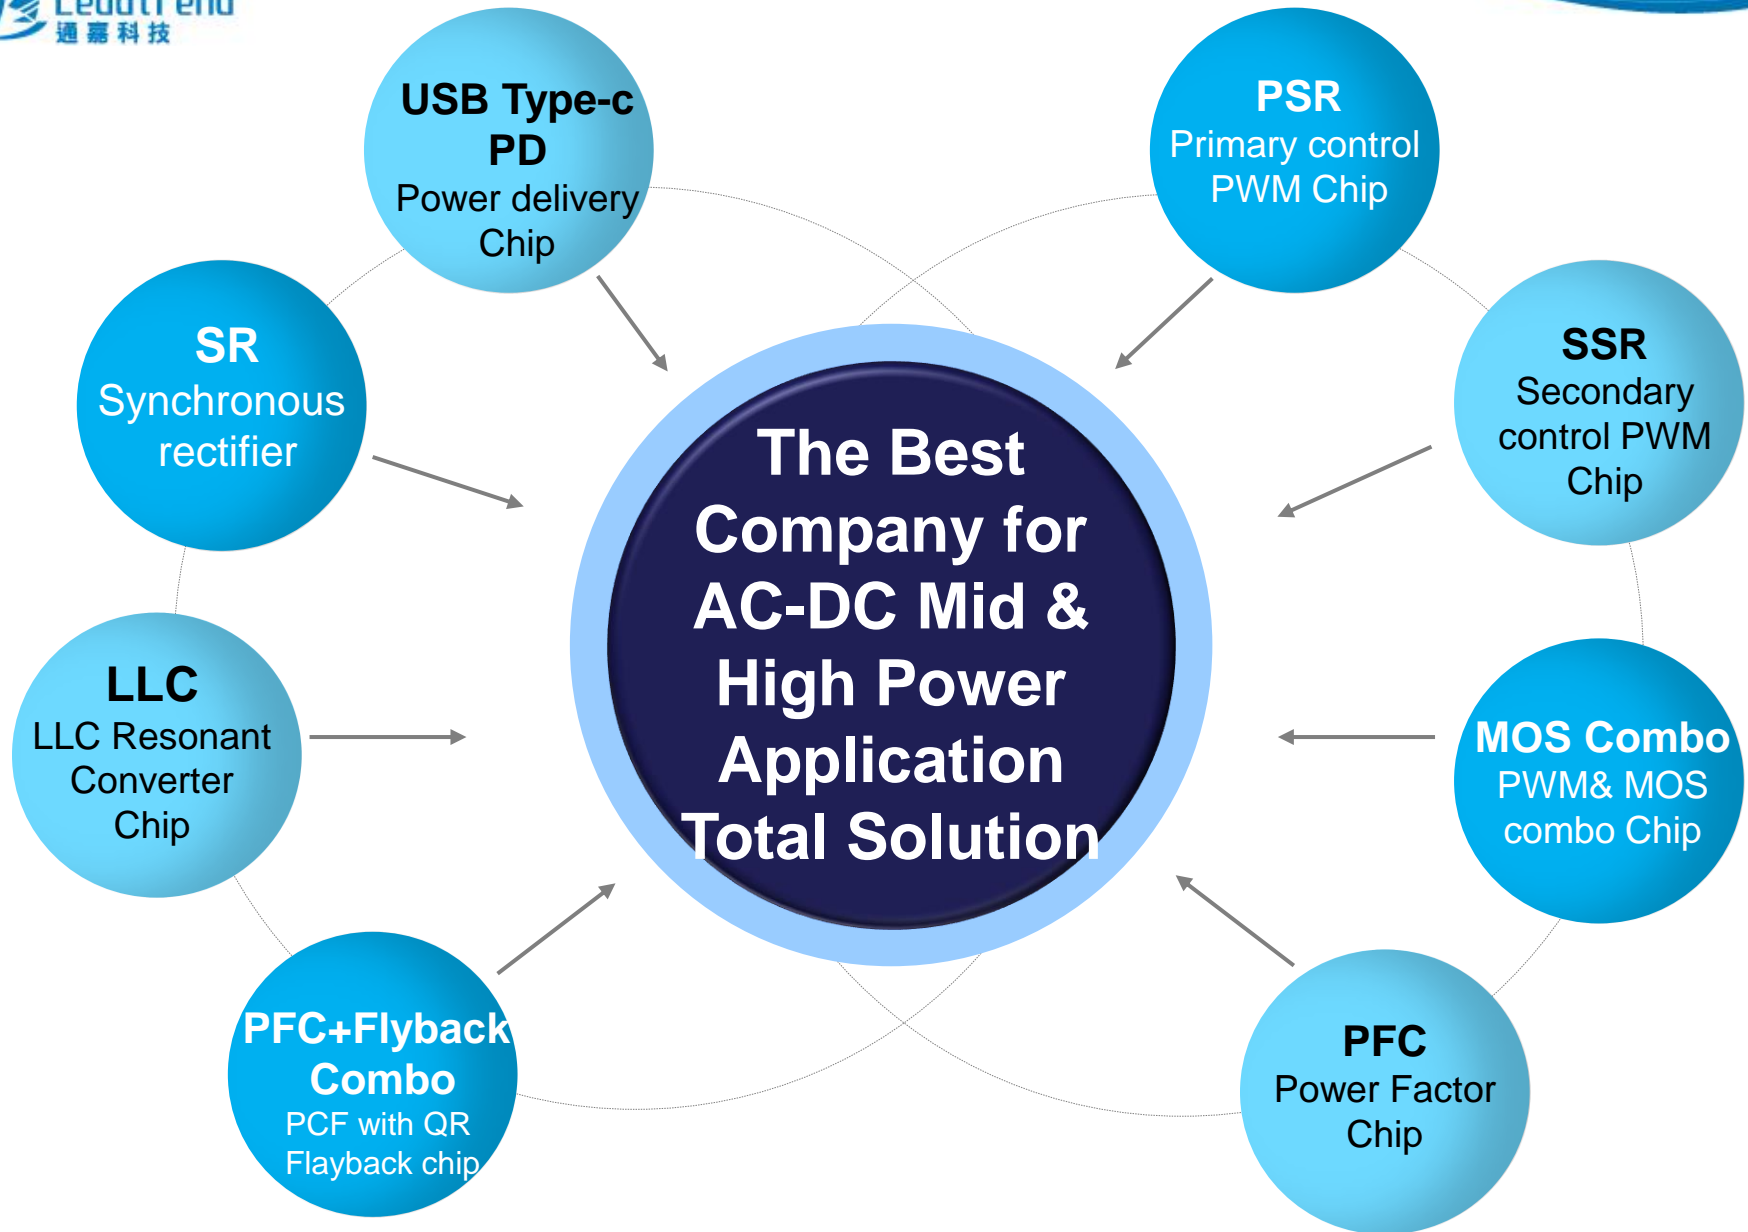 Leadtrend
通嘉科技
USB Type-c
PD
Power delivery
Chip
PSR
Primary control
PWM Chip
SR
Synchronous
rectifier
SSR
Secondary
control PWM
Chip
The Best
Company for
AC-DC Mid &
High Power
Application
Total Solution
LLC
LLC Resonant
Converter
Chip
MOS Combo
PWM& MOS
combo Chip
PFC+Flyback
Combo
PCF with QR
Flayback chip
PFC
Power Factor
Chip